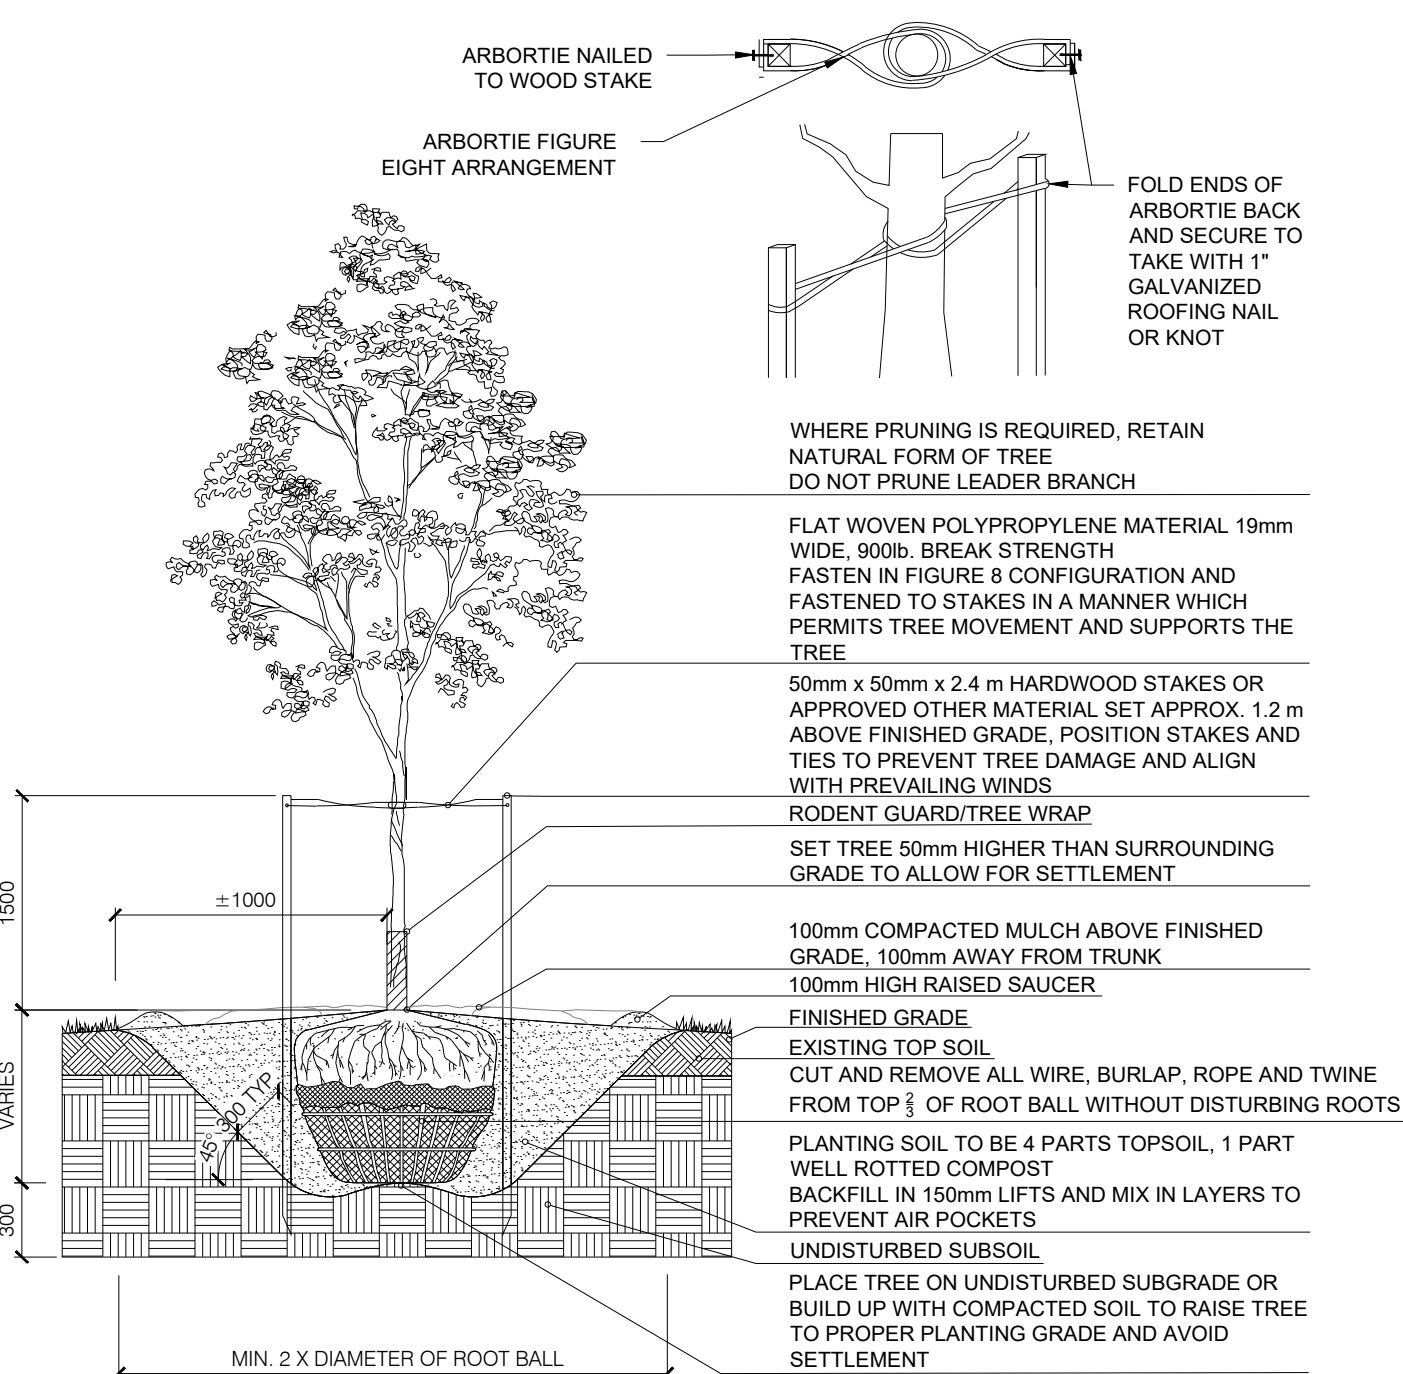 ARBORTIE NAILED
TO WOOD STAKE
ARBORTIE FIGURE
EIGHT ARRANGEMENT
FOLD ENDS OF
ARBORTIE BACK
AND SECURE TO
TAKE WITH 1"
GALVANIZED
ROOFING NAIL
OR KNOT
WHERE PRUNING IS REQUIRED, RETAIN
NATURAL FORM OF TREE
DO NOT PRUNE LEADER BRANCH
FLAT WOVEN POLYPROPYLENE MATERIAL 19mm
WIDE, 900lb. BREAK STRENGTH
FASTEN IN FIGURE 8 CONFIGURATION AND
FASTENED TO STAKES IN A MANNER WHICH
PERMITS TREE MOVEMENT AND SUPPORTS THE
TREE
50mm x 50mm x 2.4 m HARDWOOD STAKES OR
APPROVED OTHER MATERIAL SET APPROX. 1.2 m
ABOVE FINISHED GRADE, POSITION STAKES AND
TIES TO PREVENT TREE DAMAGE AND ALIGN
WITH PREVAILING WINDS
RODENT GUARD/TREE WRAP
SET TREE 50mm HIGHER THAN SURROUNDING
GRADE TO ALLOW FOR SETTLEMENT
100mm COMPACTED MULCH ABOVE FINISHED
GRADE, 100mm AWAY FROM TRUNK
100mm HIGH RAISED SAUCER
FINISHED GRADE
EXISTING TOP SOIL
CUT AND REMOVE ALL WIRE, BURLAP, ROPE AND TWINE
FROM TOP 2/3 OF ROOT BALL WITHOUT DISTURBING ROOTS
PLANTING SOIL TO BE 4 PARTS TOPSOIL, 1 PART
WELL ROTTED COMPOST
BACKFILL IN 150mm LIFTS AND MIX IN LAYERS TO
PREVENT AIR POCKETS
UNDISTURBED SUBSOIL
PLACE TREE ON UNDISTURBED SUBGRADE OR
BUILD UP WITH COMPACTED SOIL TO RAISE TREE
TO PROPER PLANTING GRADE AND AVOID
SETTLEMENT
1500
±1000
VARIES
300 TYP.
45°
300
MIN. 2 X DIAMETER OF ROOT BALL